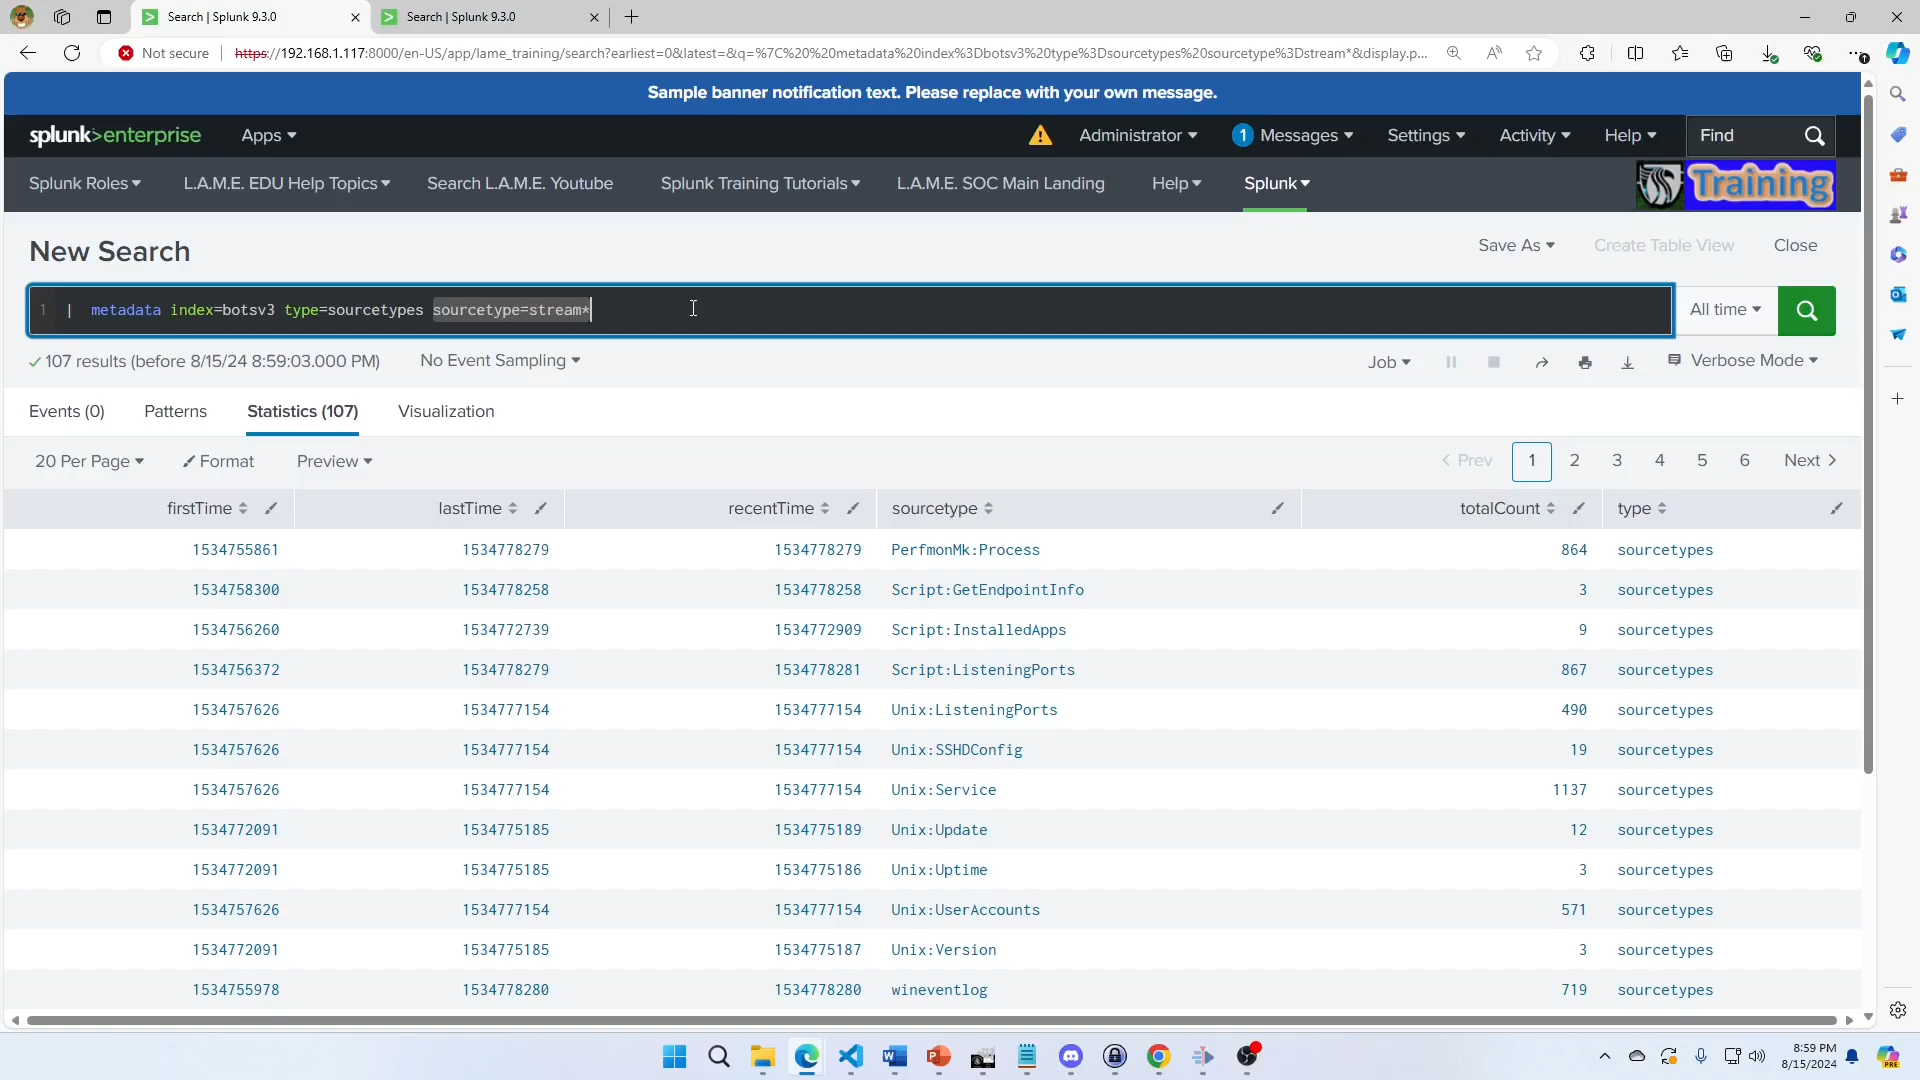 Search | Splunk 9.3.0
Search | Splunk 9.3.0
Not secure
https://192.168.1.117:8000/en-US/app/lame_training/search?earliest=0&latest=&q=%7C%20%20metadata%20index%3Dbotsv3%20type%3Dsourcetypes%20sourcetype%3Dstream*&display.p...
Sample banner notification text. Please replace with your own message.
splunk>enterprise Apps Administrator 1 Messages Settings Activity Help Find
Splunk Roles L.A.M.E. EDU Help Topics Search L.A.M.E. Youtube Splunk Training Tutorials L.A.M.E. SOC Main Landing Help Splunk Training
New Search Save As Create Table View Close
1 | metadata index=botsv3 type=sourcetypes sourcetype=stream* All time
107 results (before 8/15/24 8:59:03.000 PM) No Event Sampling Job Verbose Mode
Events (0) Patterns Statistics (107) Visualization
20 Per Page Format Preview < Prev 1 2 3 4 5 6 Next >
firstTime lastTime recentTime sourcetype totalCount type
1534755861 1534778279 1534778279 PerfmonMk:Process 864 sourcetypes
1534758300 1534778258 1534778258 Script:GetEndpointInfo 3 sourcetypes
1534756260 1534772739 1534772909 Script:InstalledApps 9 sourcetypes
1534756372 1534778279 1534778281 Script:ListeningPorts 867 sourcetypes
1534757626 1534777154 1534777154 Unix:ListeningPorts 490 sourcetypes
1534757626 1534777154 1534777154 Unix:SSHDConfig 19 sourcetypes
1534757626 1534777154 1534777154 Unix:Service 1137 sourcetypes
1534772091 1534775185 1534775189 Unix:Update 12 sourcetypes
1534772091 1534775185 1534775186 Unix:Uptime 3 sourcetypes
1534757626 1534777154 1534777154 Unix:UserAccounts 571 sourcetypes
1534772091 1534775185 1534775187 Unix:Version 3 sourcetypes
1534755978 1534778280 1534778280 wineventlog 719 sourcetypes
8:59 PM
8/15/2024
PRE